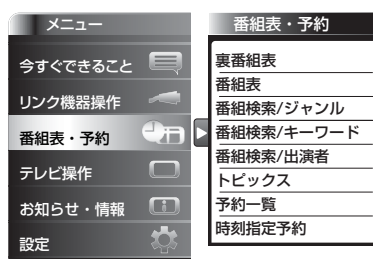 メニュー
今すぐできること
リンク機器操作
番組表・予約
テレビ操作
お知らせ・情報
設定
番組表・予約
裏番組表
番組表
番組検索/ジャンル
番組検索/キーワード
番組検索/出演者
トピックス
予約一覧
時刻指定予約